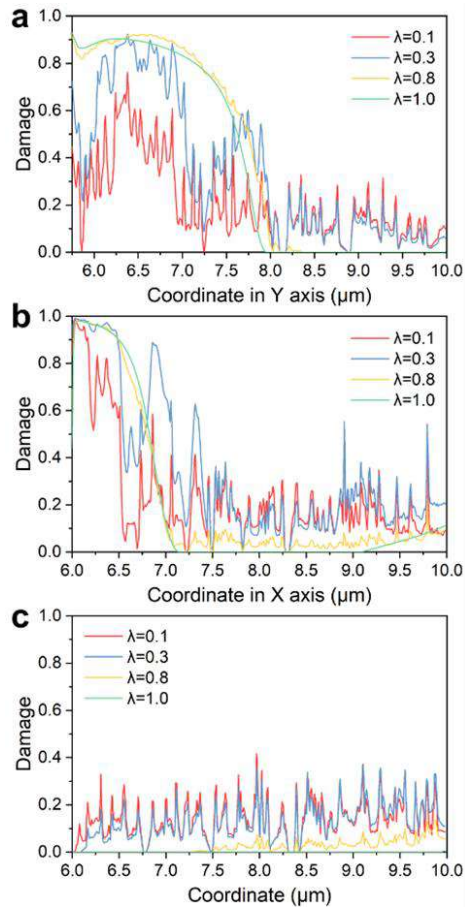 a
1.0
0.8
0.6
0.4
0.2
0.0
Damage
λ=0.1
λ=0.3
λ=0.8
λ=1.0
6.0 6.5 7.0 7.5 8.0 8.5 9.0 9.5 10.0
Coordinate in Y axis (μm)
b
1.0
0.8
0.6
0.4
0.2
0.0
Damage
λ=0.1
λ=0.3
λ=0.8
λ=1.0
6.0 6.5 7.0 7.5 8.0 8.5 9.0 9.5 10.0
Coordinate in X axis (μm)
c
1.0
0.8
0.6
0.4
0.2
0.0
Damage
λ=0.1
λ=0.3
λ=0.8
λ=1.0
6.0 6.5 7.0 7.5 8.0 8.5 9.0 9.5 10.0
Coordinate (μm)